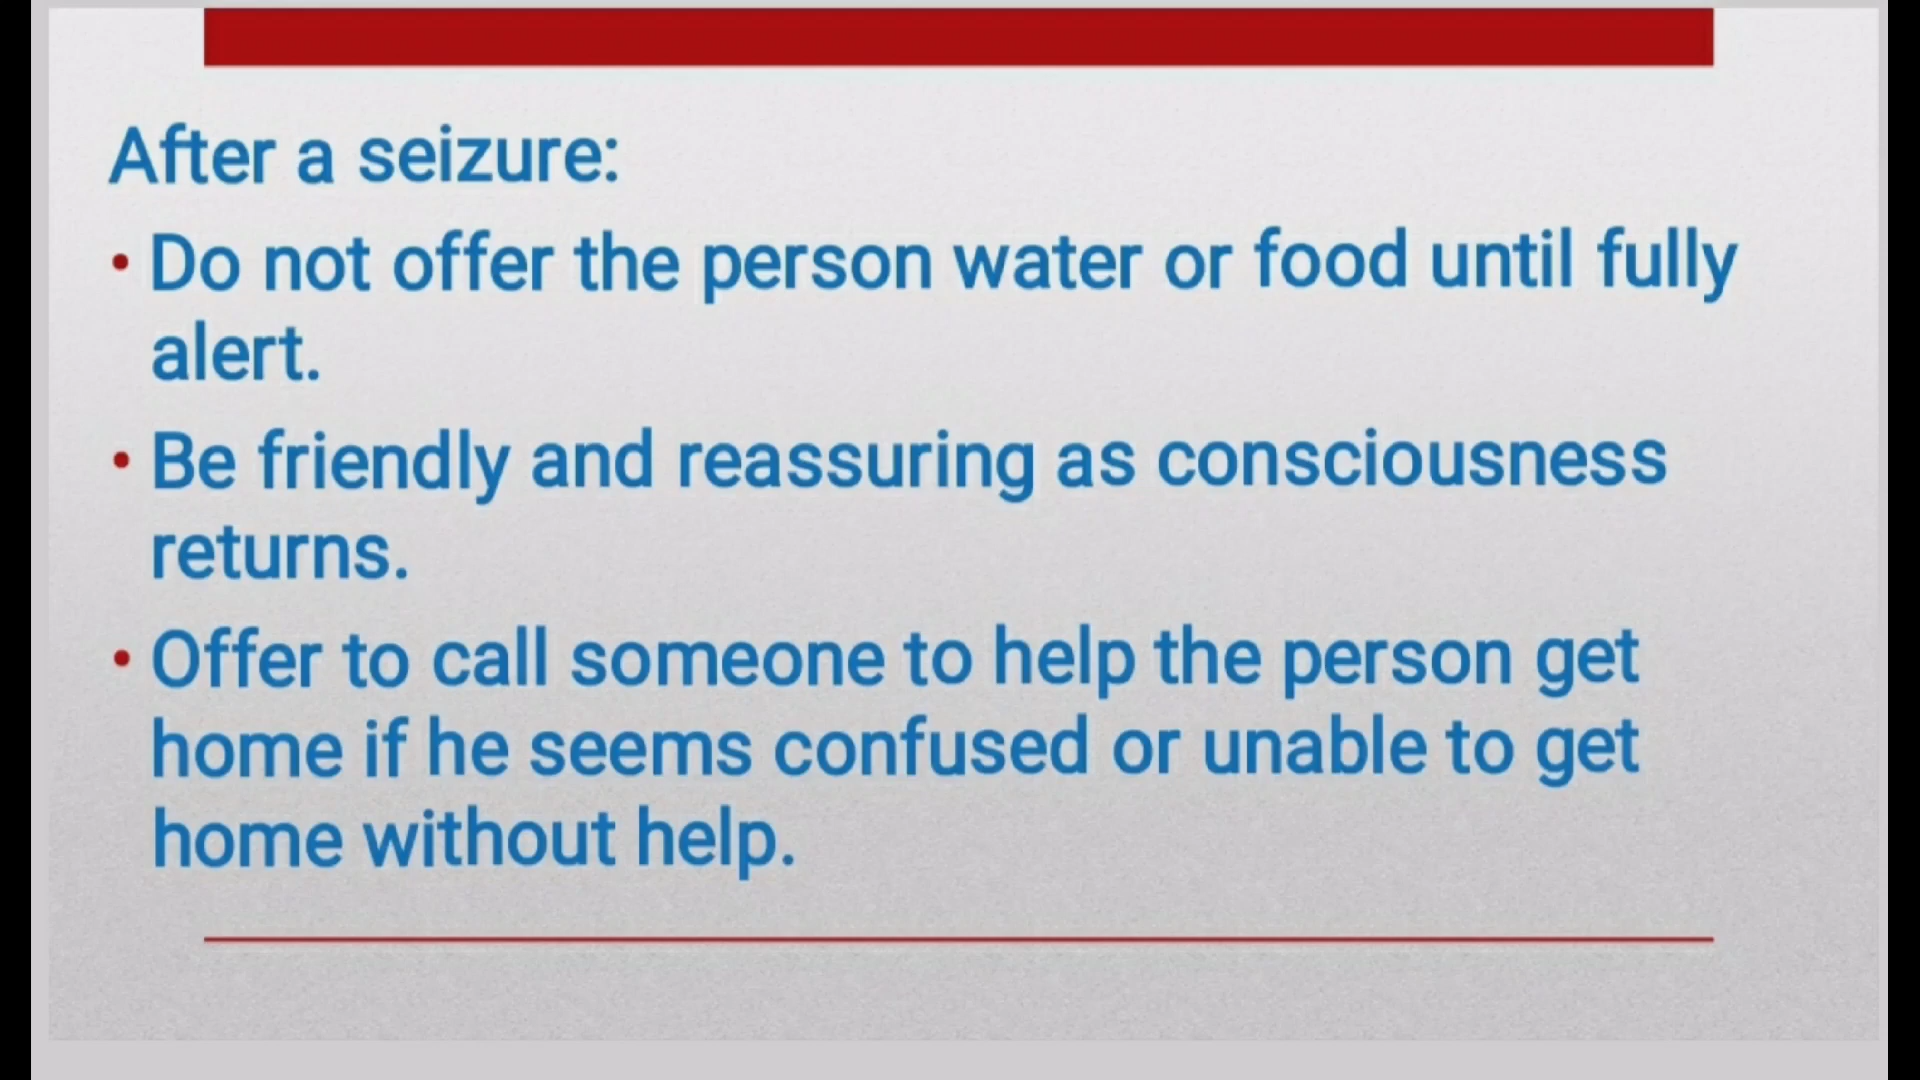 After a seizure:
• Do not offer the person water or food until fully
alert.
• Be friendly and reassuring as consciousness
returns.
• Offer to call someone to help the person get
home if he seems confused or unable to get
home without help.